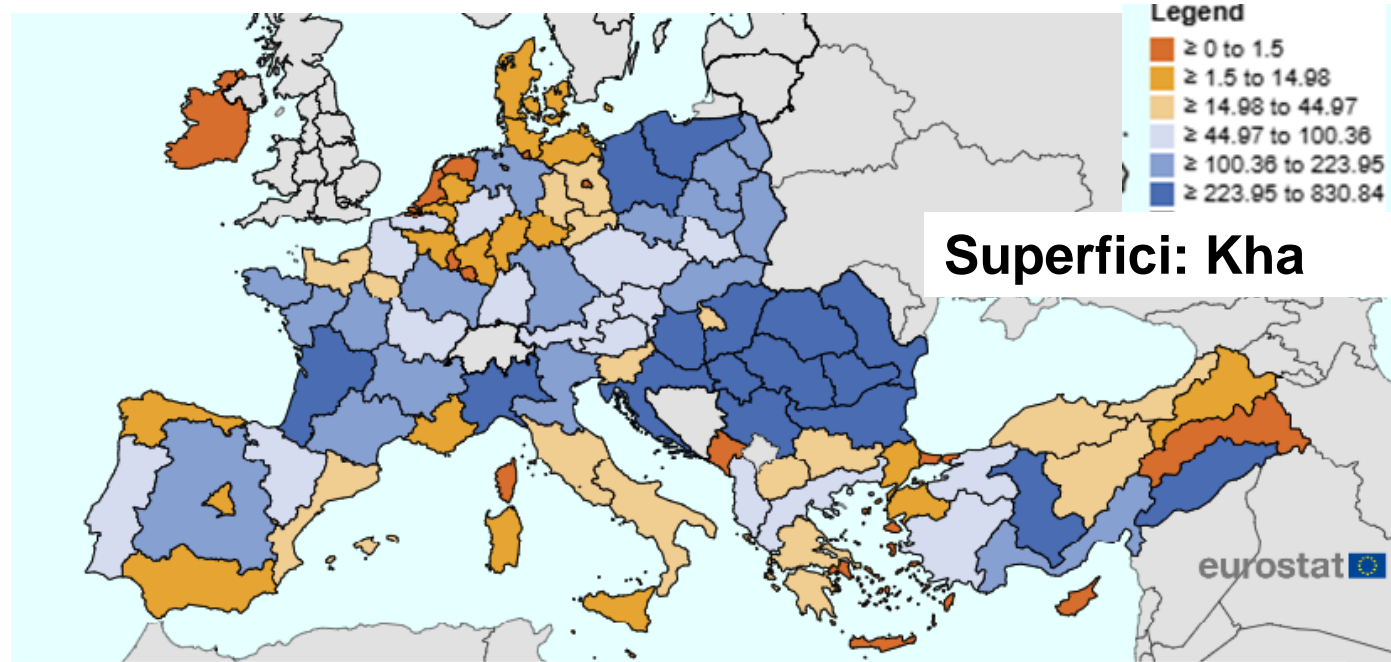 Legend
≥ 0 to 1.5
≥ 1.5 to 14.98
≥ 14.98 to 44.97
≥ 44.97 to 100.36
≥ 100.36 to 223.95
≥ 223.95 to 830.84
Superfici: Kha
eurostat